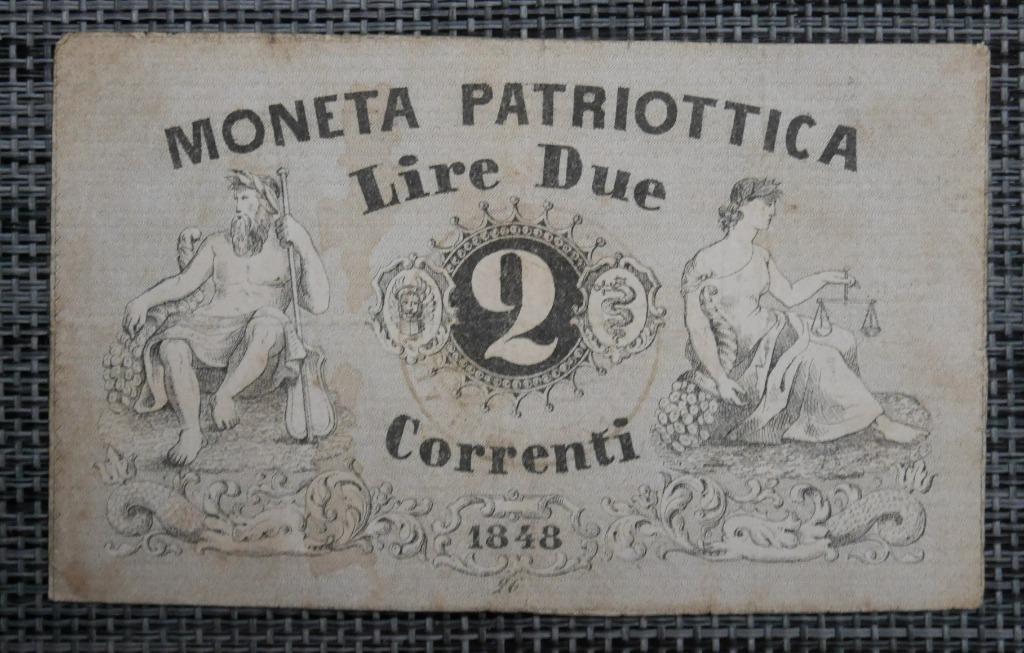 MONETA PATRIOTTICA
Lire Due
2
Correnti
1848